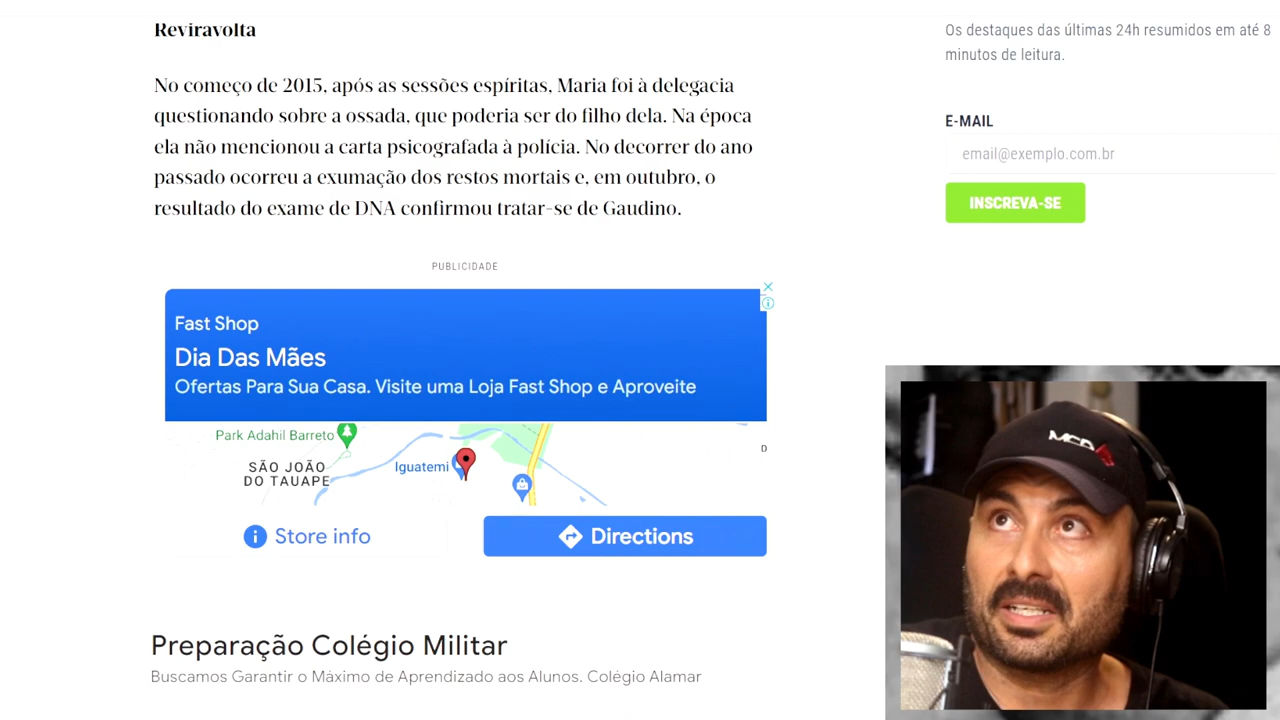 Reviravolta
No começo de 2015, após as sessões espíritas, Maria foi à delegacia
questionando sobre a ossada, que poderia ser do filho dela. Na época
ela não mencionou a carta psicografada à polícia. No decorrer do ano
passado ocorreu a exumação dos restos mortais e, em outubro, o
resultado do exame de DNA confirmou tratar-se de Gaudino.
PUBLICIDADE
Fast Shop
Dia Das Mães
Ofertas Para Sua Casa. Visite uma Loja Fast Shop e Aproveite
Park Adahil Barreto
SÃO JOÃO
DO TAUAPE
Iguatemi
D
Store info
Directions
Preparação Colégio Militar
Buscamos Garantir o Máximo de Aprendizado aos Alunos. Colégio Alamar
Os destaques das últimas 24h resumidos em até 8
minutos de leitura.
E-MAIL
email@exemplo.com.br
INSCREVA-SE